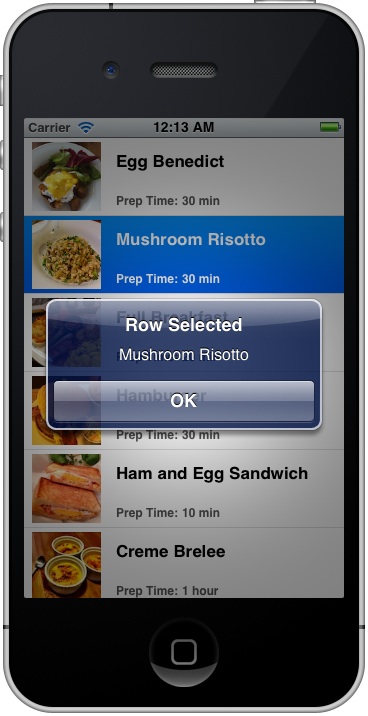 Carrier
12:13 AM
Egg Benedict
Prep Time: 30 min
Mushroom Risotto
Prep Time: 30 min
Full Breakfast
Row Selected
Mushroom Risotto
Hamburger
OK
Prep Time: 30 min
Ham and Egg Sandwich
Prep Time: 10 min
Creme Brelee
Prep Time: 1 hour